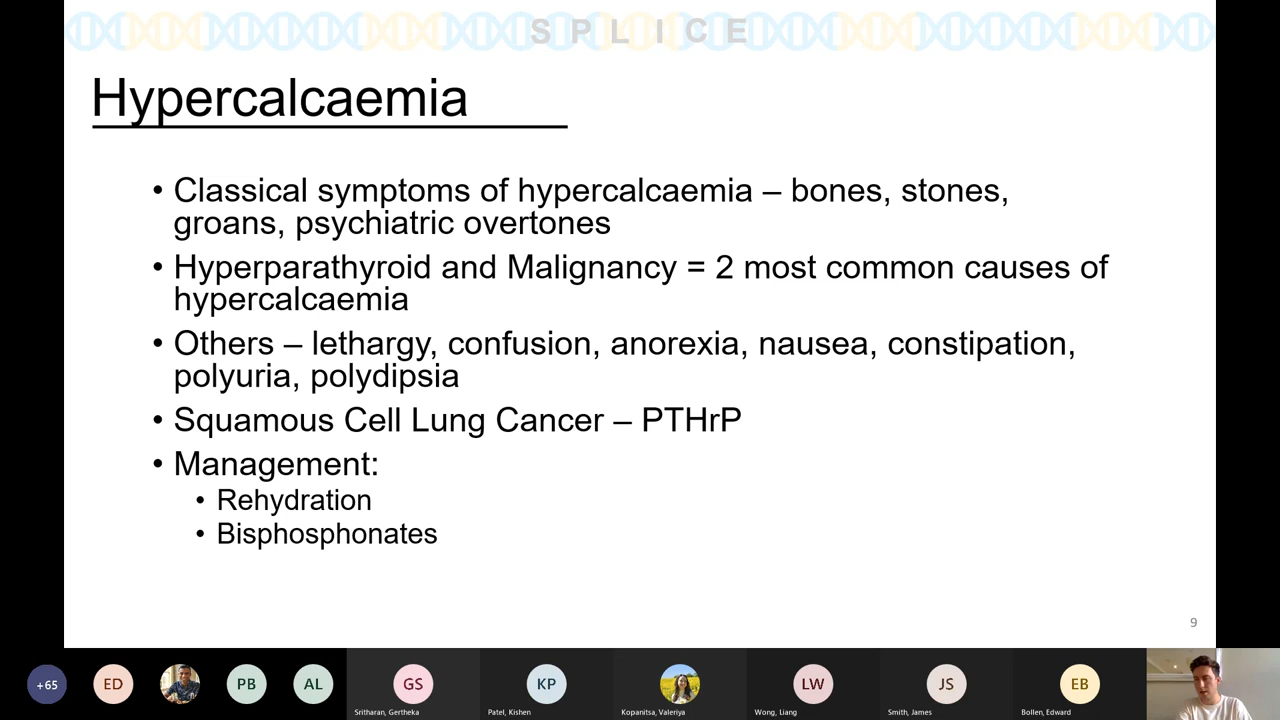 SPLICE
Hypercalcaemia
• Classical symptoms of hypercalcaemia – bones, stones,
groans, psychiatric overtones
• Hyperparathyroid and Malignancy = 2 most common causes of
hypercalcaemia
• Others – lethargy, confusion, anorexia, nausea, constipation,
polyuria, polydipsia
• Squamous Cell Lung Cancer – PTHrP
• Management:
• Rehydration
• Bisphosphonates
9
+65
ED
PB
AL
GS
Sritharan, Gertheka
KP
Patel, Kishen
Kopanitsa, Valeriya
LW
Wong, Liang
JS
Smith, James
EB
Bollen, Edward